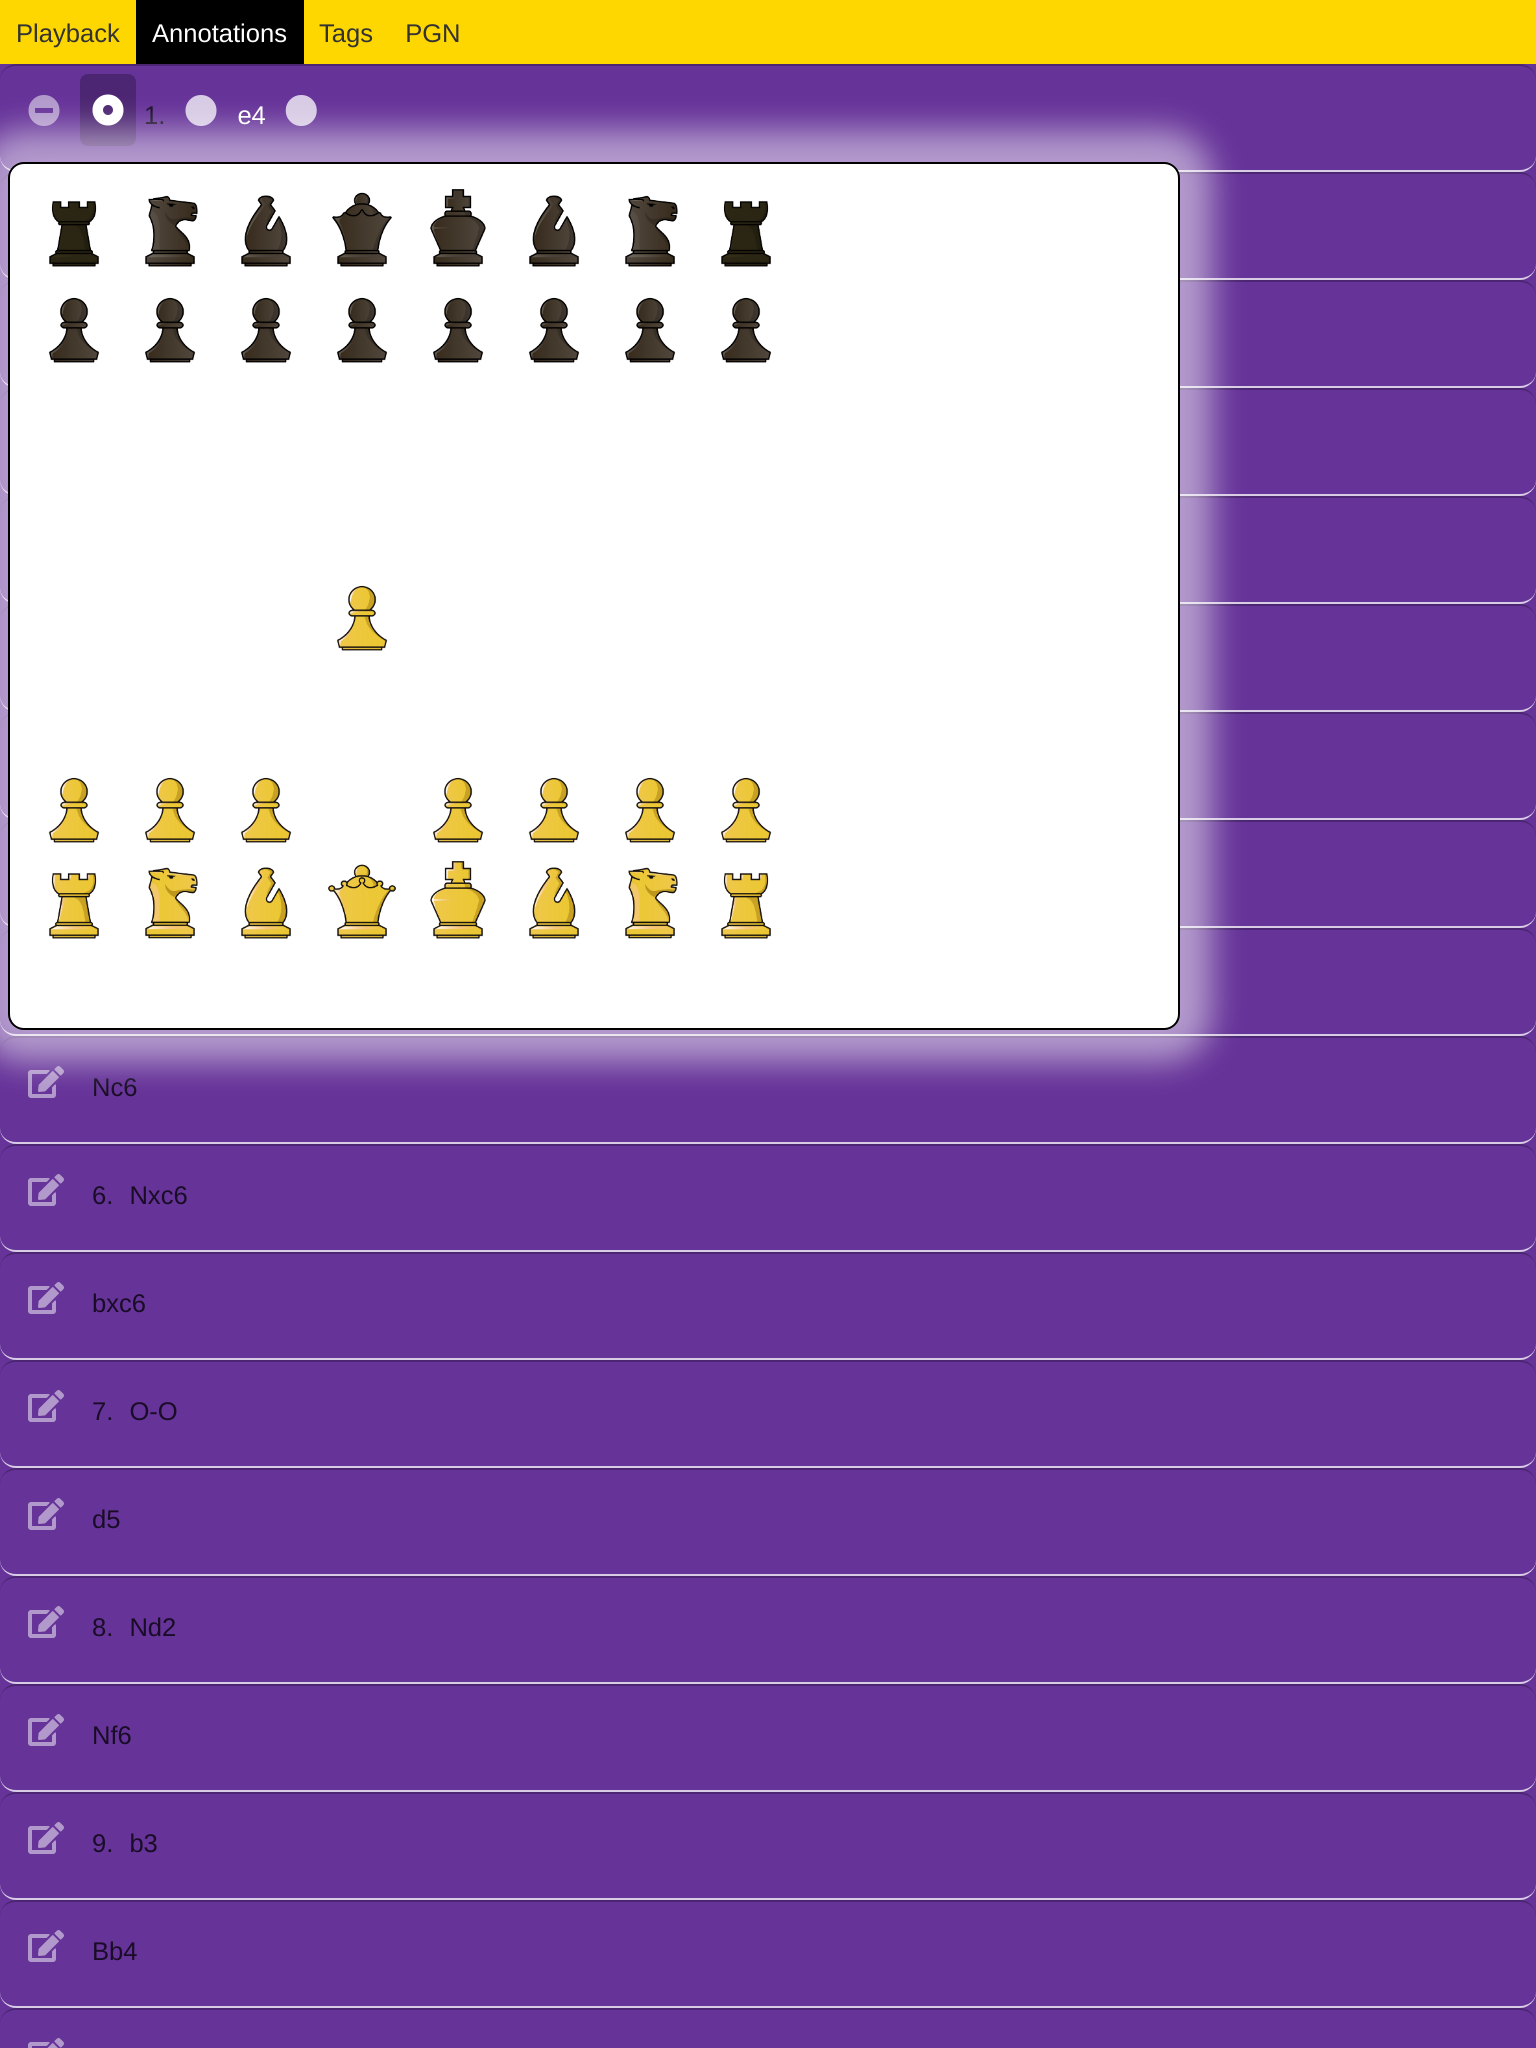 Playback Annotations Tags PGN
1. e4
Nc6
6. Nxc6
bxc6
7. O-O
d5
8. Nd2
Nf6
9. b3
Bb4